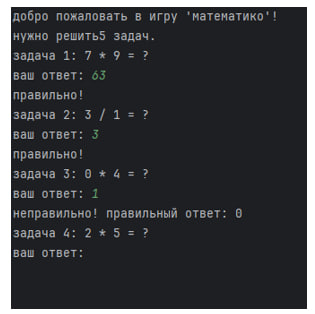 добро пожаловать в игру 'математико'!
нужно решить5 задач.
задача 1: 7 * 9 = ?
ваш ответ: 63
правильно!
задача 2: 3 / 1 = ?
ваш ответ: 3
правильно!
задача 3: 0 * 4 = ?
ваш ответ: 1
неправильно! правильный ответ: 0
задача 4: 2 * 5 = ?
ваш ответ: